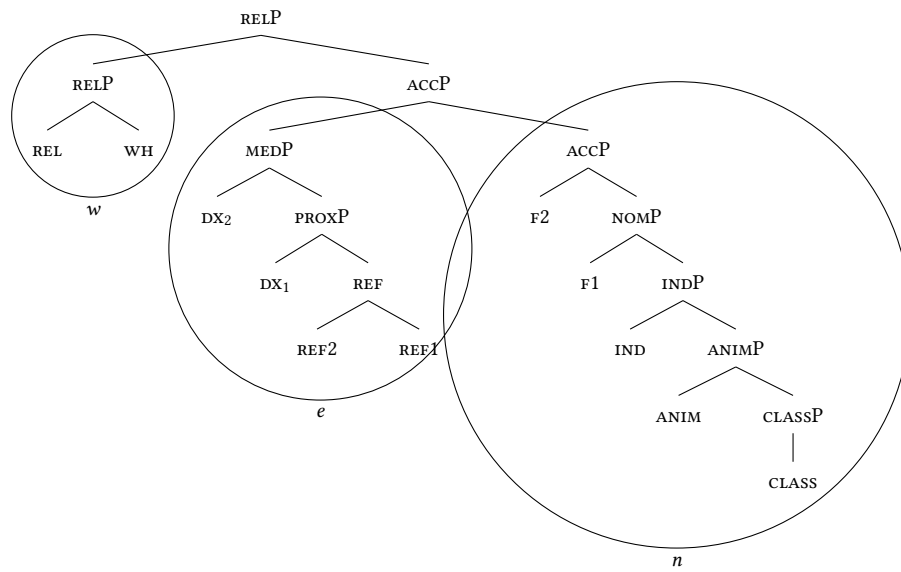 RELP
RELP ACCP
REL WH MEDP ACCP
w DX2 PROXP F2 NOMP
DX1 REF F1 INDP
REF2 REF1 IND ANIMP
e ANIM CLASSP
CLASS
n